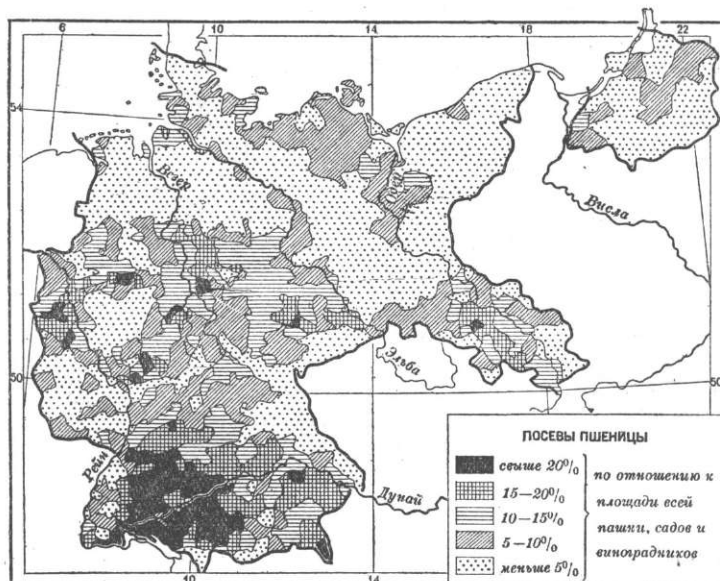 6 10 14 18 22
54
Везер
Одер
Висла
Эльба
50
50
Рейн
Дунай
10
14
ПОСЕВЫ ПШЕНИЦЫ
свыше 20%
15–20%
10–15%
5–10%
меньше 5%
по отношению к
площади всей
пашни, садов и
виноградников